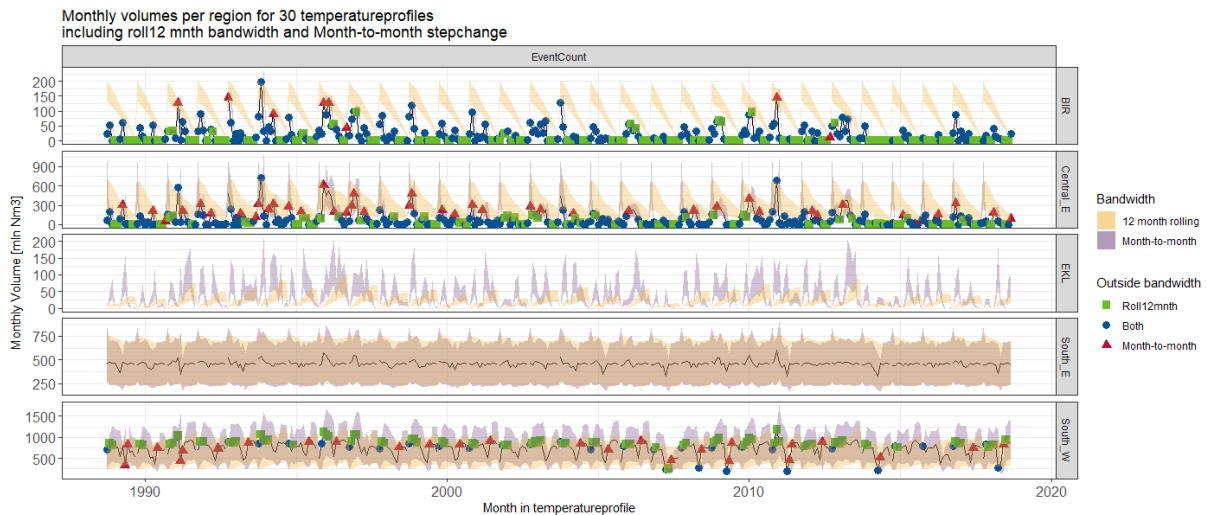 Monthly volumes per region for 30 temperatureprofiles
including roll12 mnth bandwidth and Month-to-month stepchange
EventCount
200
150
100
50
0
BIR
900
600
300
0
Central_E
200
150
100
50
0
EKL
750
500
250
South_E
1500
1000
500
South_W
Monthly Volume [mln Nm3]
1990
2000
2010
2020
Month in temperatureprofile
Bandwidth
12 month rolling
Month-to-month
Outside bandwidth
Roll12mnth
Both
Month-to-month